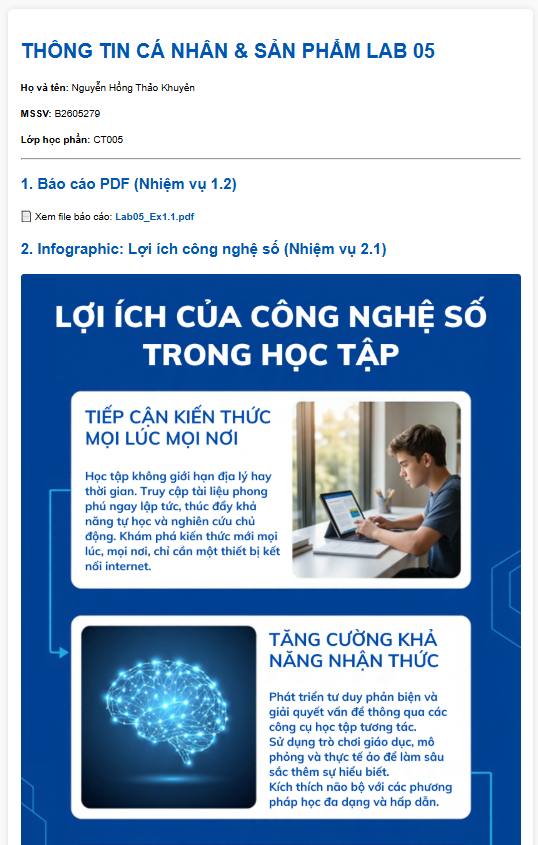 THÔNG TIN CÁ NHÂN & SẢN PHẨM LAB 05
Họ và tên: Nguyễn Hồng Thảo Khuyên
MSSV: B2605279
Lớp học phần: CT005
1. Báo cáo PDF (Nhiệm vụ 1.2)
Xem file báo cáo: Lab05_Ex1.1.pdf
2. Infographic: Lợi ích công nghệ số (Nhiệm vụ 2.1)
LỢI ÍCH CỦA CÔNG NGHỆ SỐ
TRONG HỌC TẬP
TIẾP CẬN KIẾN THỨC
MỌI LÚC MỌI NƠI
Học tập không giới hạn địa lý hay
thời gian. Truy cập tài liệu phong
phú ngay lập tức, thúc đẩy khả
năng tự học và nghiên cứu chủ
động. Khám phá kiến thức mới mọi
lúc, mọi nơi, chỉ cần một thiết bị kết
nối internet.
TĂNG CƯỜNG KHẢ
NĂNG NHẬN THỨC
Phát triển tư duy phản biện và
giải quyết vấn đề thông qua các
công cụ học tập tương tác.
Sử dụng trò chơi giáo dục, mô
phỏng và thực tế ảo để làm sâu
sắc thêm sự hiểu biết.
Kích thích não bộ với các phương
pháp học đa dạng và hấp dẫn.